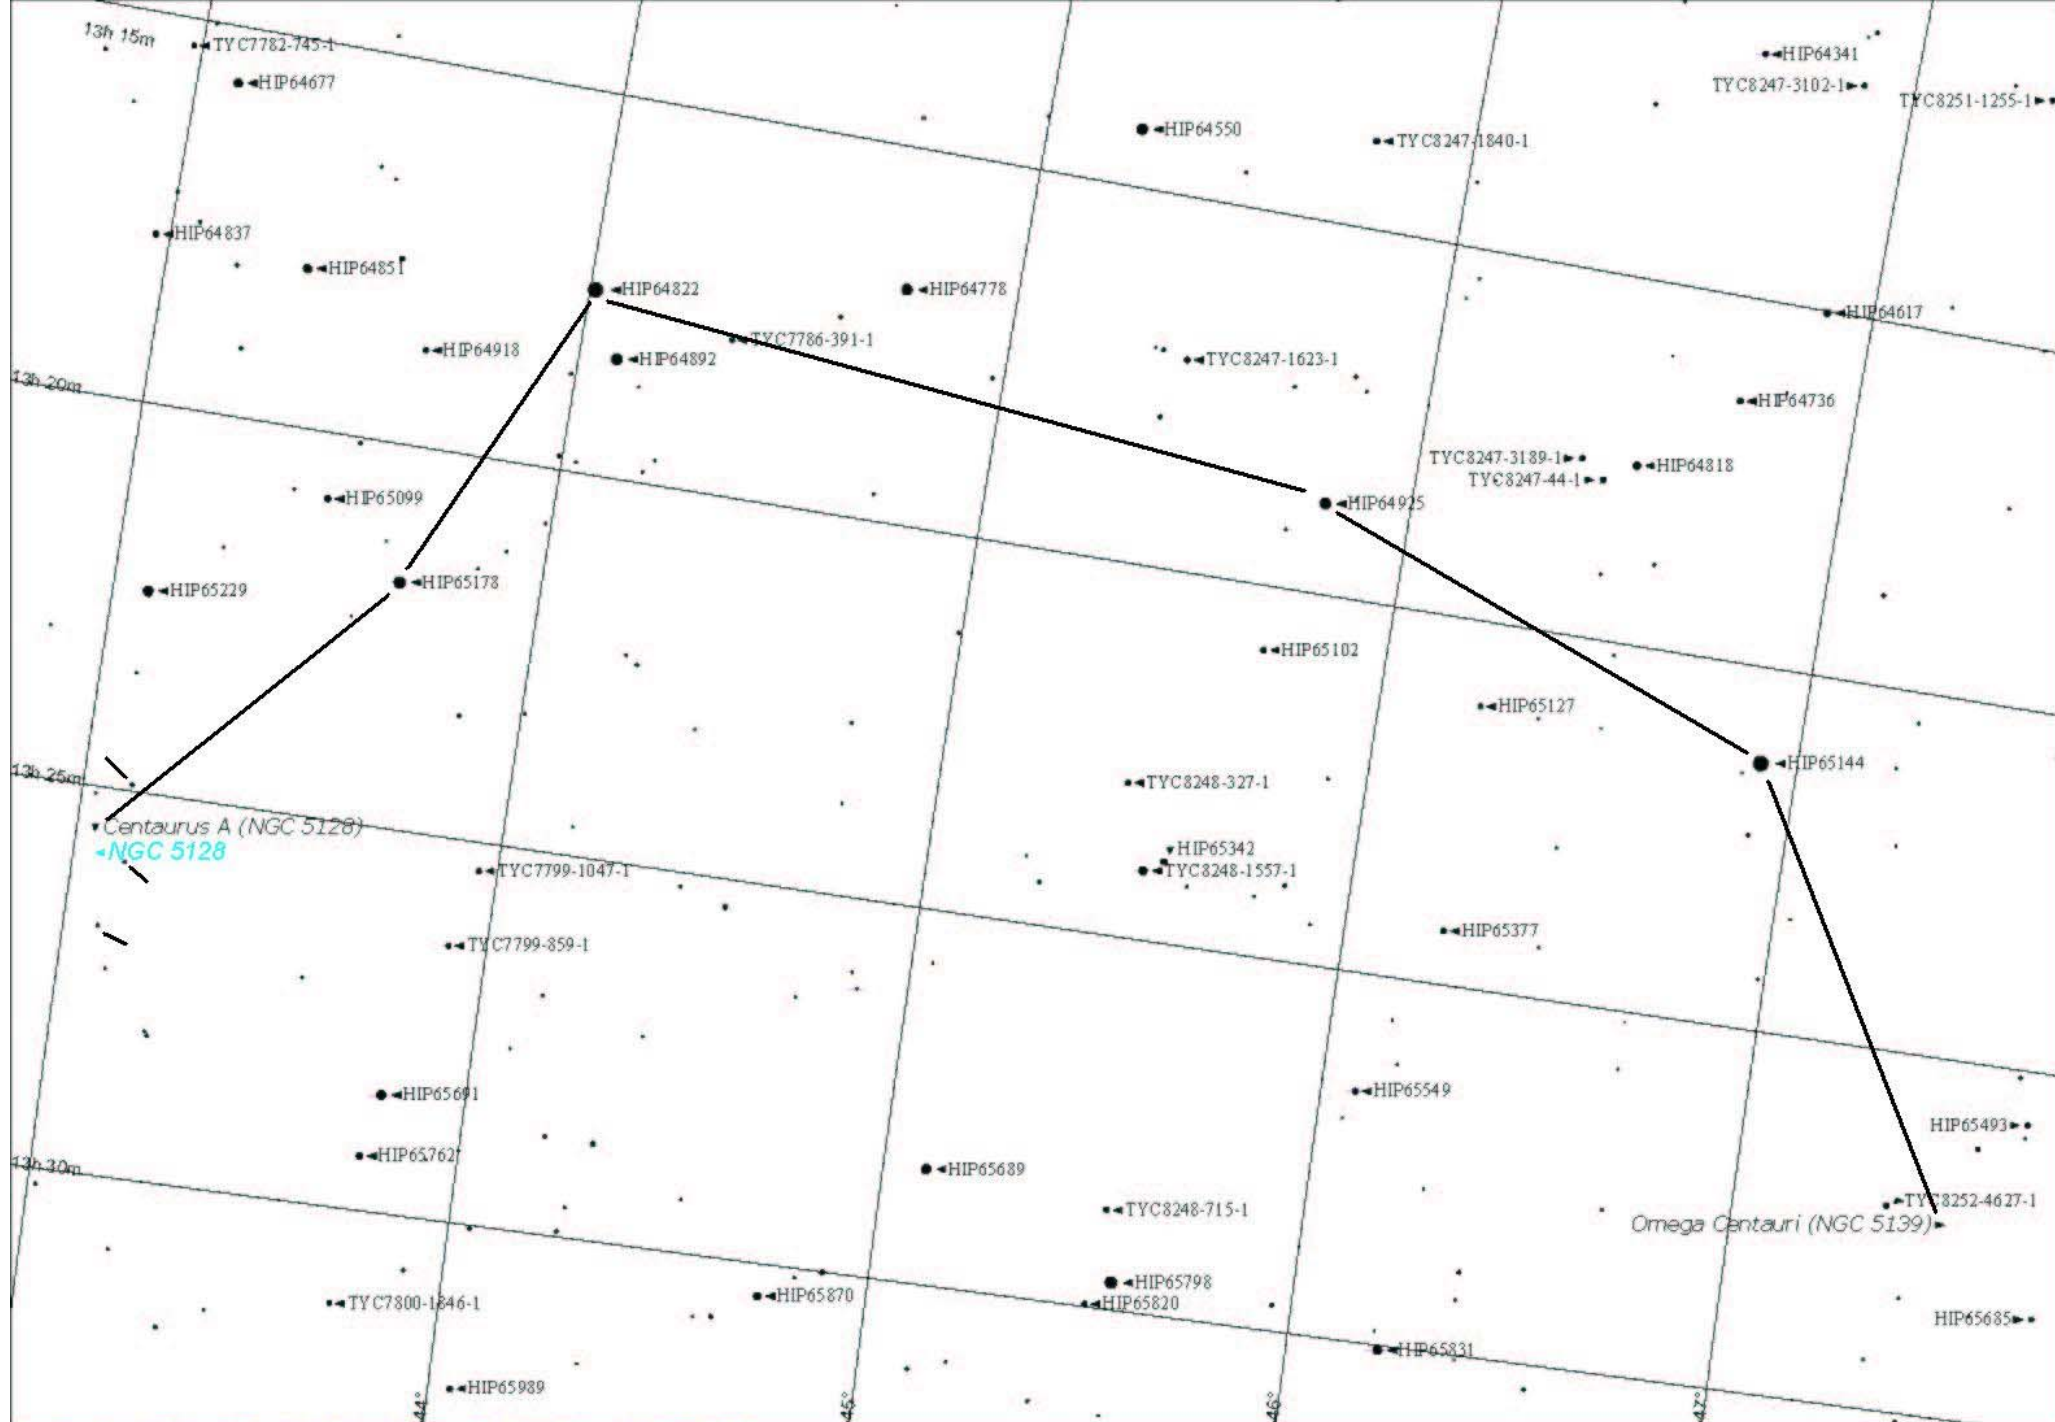 13h 15m
TYC7782-745-1
HIP64341
HIP64677
TYC8247-3102-1
TYC8251-1255-1
HIP64550
TYC8247-1840-1
HIP64837
HIP64851
HIP64822
HIP64778
HIP64617
TYC7786-391-1
HIP64918
HIP64892
TYC8247-1623-1
13h 20m
HIP64736
TYC8247-3189-1
HIP64818
TYC8247-44-1
HIP65099
HIP64925
HIP65178
HIP65229
HIP65102
HIP65127
HIP65144
13h 25m
TYC8248-327-1
Centaurus A (NGC 5128)
NGC 5128
HIP65342
TYC7799-1047-1
TYC8248-1557-1
HIP65377
TYC7799-859-1
HIP65691
HIP65549
HIP65493
HIP65762
13h 30m
HIP65689
TYC8252-4627-1
TYC8248-715-1
Omega Centauri (NGC 5139)
HIP65798
HIP65870
TYC7800-1846-1
HIP65820
HIP65685
HIP65831
HIP65989
44°
45°
46°
47°